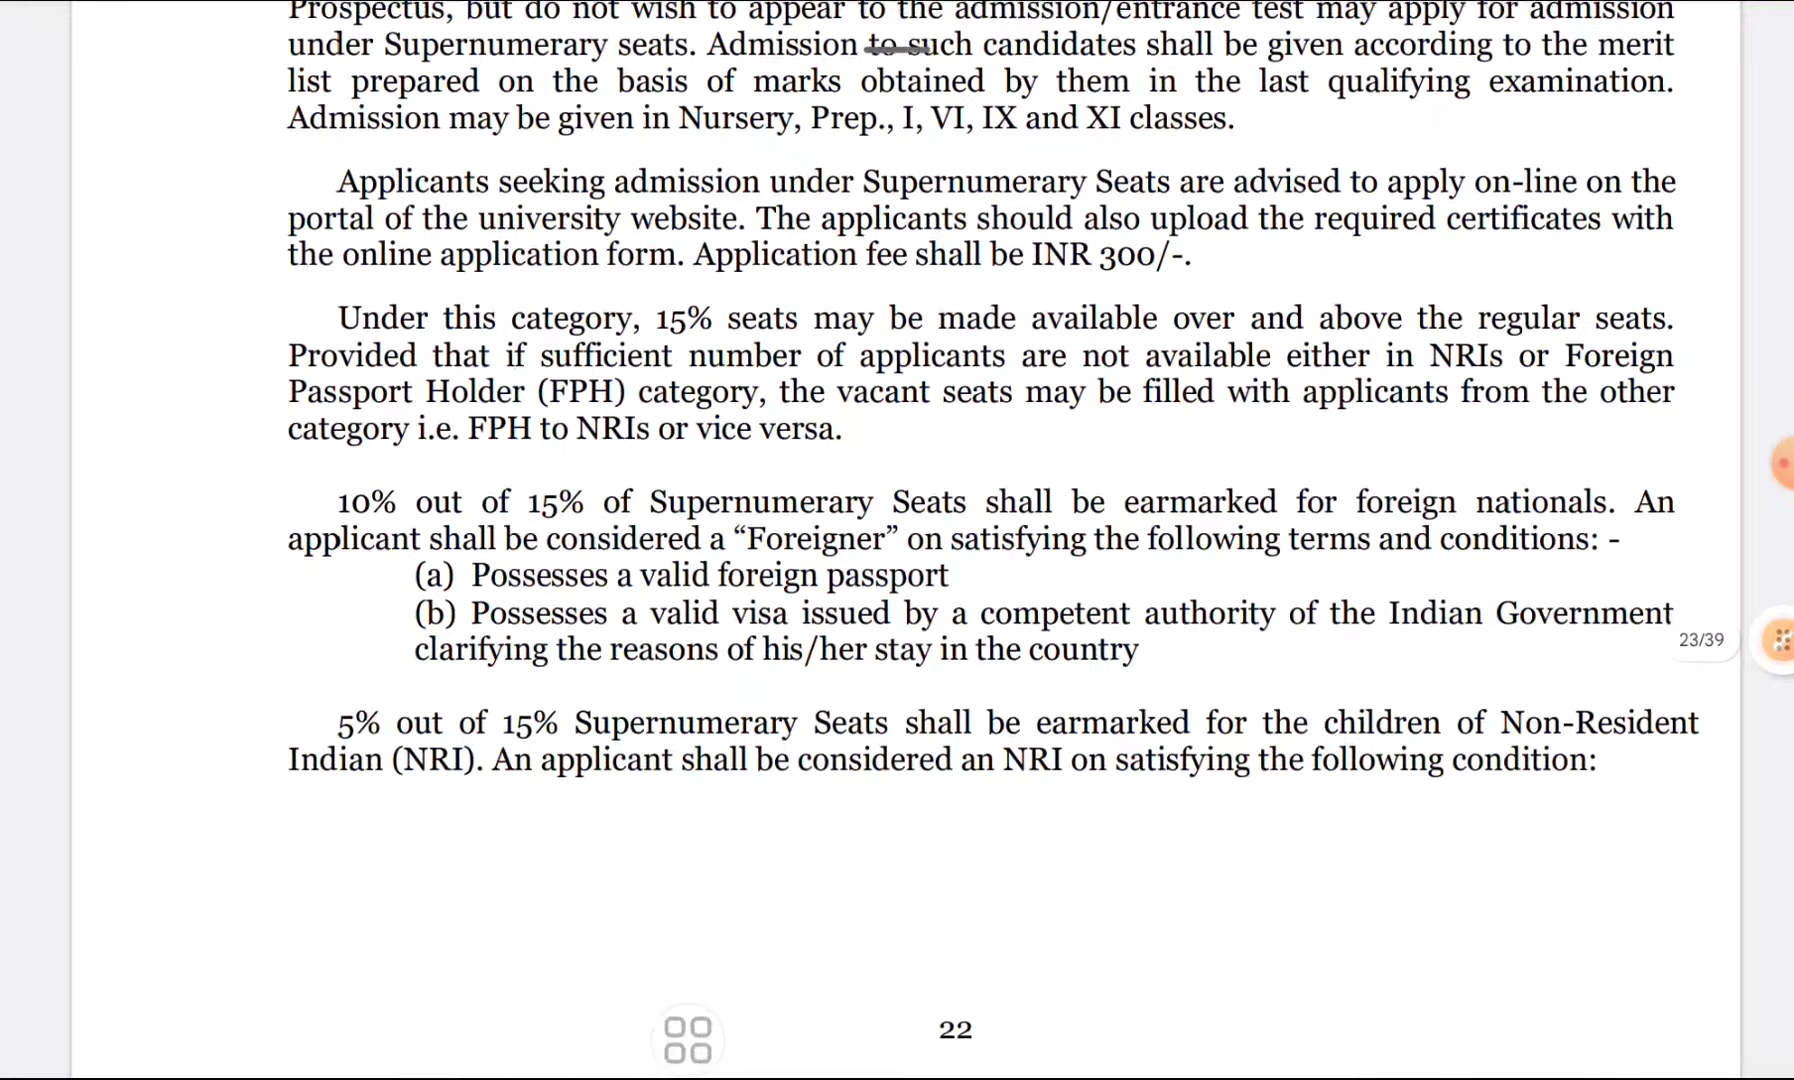 Prospectus, but do not wish to appear to the admission/entrance test may apply for admission
under Supernumerary seats. Admission to such candidates shall be given according to the merit
list prepared on the basis of marks obtained by them in the last qualifying examination.
Admission may be given in Nursery, Prep., I, VI, IX and XI classes.
Applicants seeking admission under Supernumerary Seats are advised to apply on-line on the
portal of the university website. The applicants should also upload the required certificates with
the online application form. Application fee shall be INR 300/-.
Under this category, 15% seats may be made available over and above the regular seats.
Provided that if sufficient number of applicants are not available either in NRIs or Foreign
Passport Holder (FPH) category, the vacant seats may be filled with applicants from the other
category i.e. FPH to NRIs or vice versa.
10% out of 15% of Supernumerary Seats shall be earmarked for foreign nationals. An
applicant shall be considered a “Foreigner” on satisfying the following terms and conditions: -
(a) Possesses a valid foreign passport
(b) Possesses a valid visa issued by a competent authority of the Indian Government
clarifying the reasons of his/her stay in the country
23/39
5% out of 15% Supernumerary Seats shall be earmarked for the children of Non-Resident
Indian (NRI). An applicant shall be considered an NRI on satisfying the following condition:
22